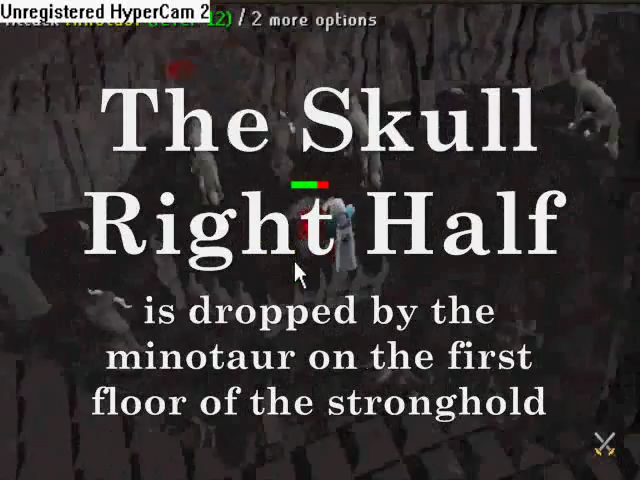 Unregistered HyperCam 2
12) / 2 more options
The Skull
Right Half
is dropped by the
minotaur on the first
floor of the stronghold